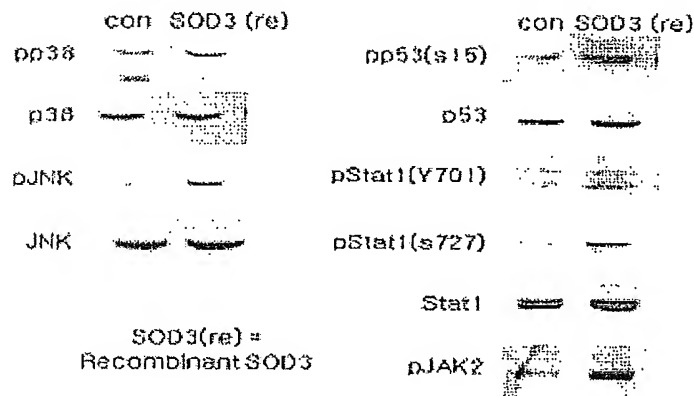 con SOD3 (re)
pp38
p38
pJNK
JNK
SOD3(re) =
Recombinant SOD3
con SOD3 (re)
pp53(s15)
p53
pStat1(Y701)
pStat1(s727)
Stat1
pJAK2